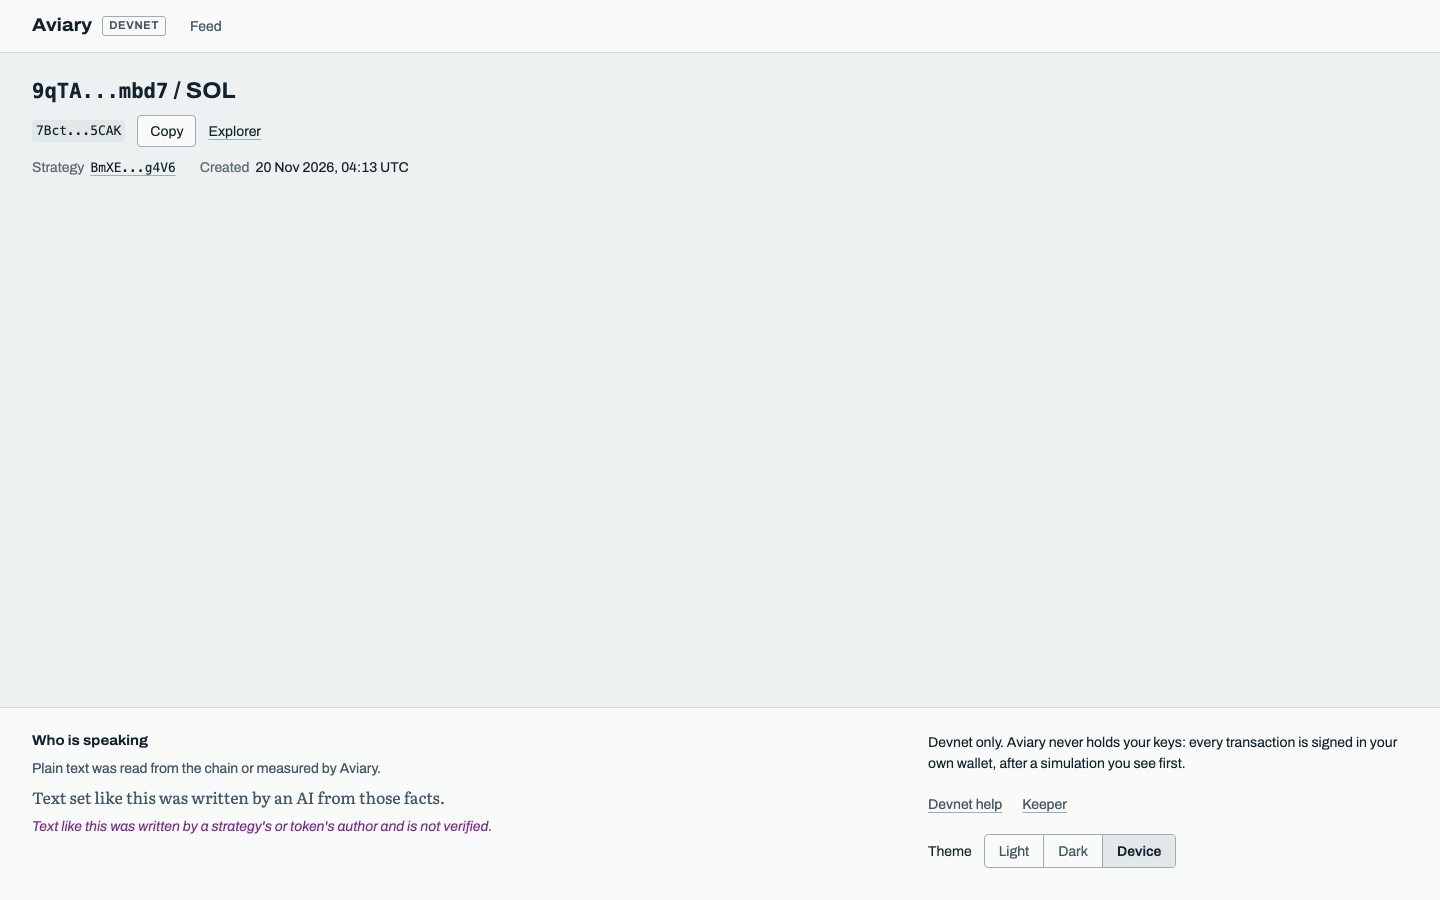 Aviary DEVNET Feed
9qTA...mbd7 / SOL
7Bct...5CAK Copy Explorer
Strategy BmXE...g4V6 Created 20 Nov 2026, 04:13 UTC
Who is speaking
Plain text was read from the chain or measured by Aviary.
Text set like this was written by an AI from those facts.
Text like this was written by a strategy's or token's author and is not verified.
Devnet only. Aviary never holds your keys: every transaction is signed in your
own wallet, after a simulation you see first.
Devnet help Keeper
Theme Light Dark Device